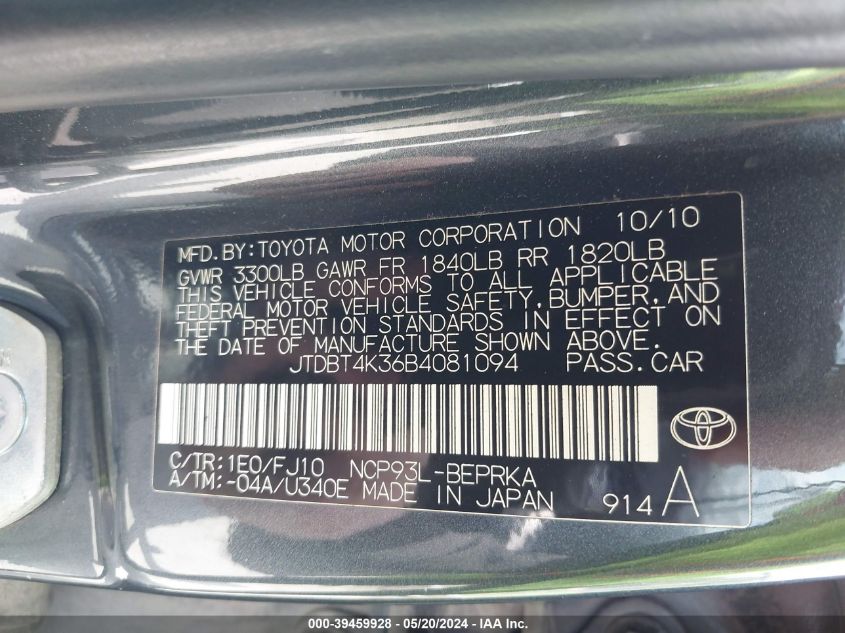 MFD. BY: TOYOTA MOTOR CORPORATION 10/10
GVWR 3300LB GAWR FR 1840LB RR 1820LB
THIS VEHICLE CONFORMS TO ALL APPLICABLE
FEDERAL MOTOR VEHICLE SAFETY, BUMPER, AND
THEFT PREVENTION STANDARDS IN EFFECT ON
THE DATE OF MANUFACTURE SHOWN ABOVE.
JTDBT4K36B4081094 PASS. CAR
C/TR: 1E0/FJ10 NCP93L-BEPRKA
A/TM: -04A/U340E MADE IN JAPAN
914 A
000-39459928 - 05/20/2024 - IAA Inc.